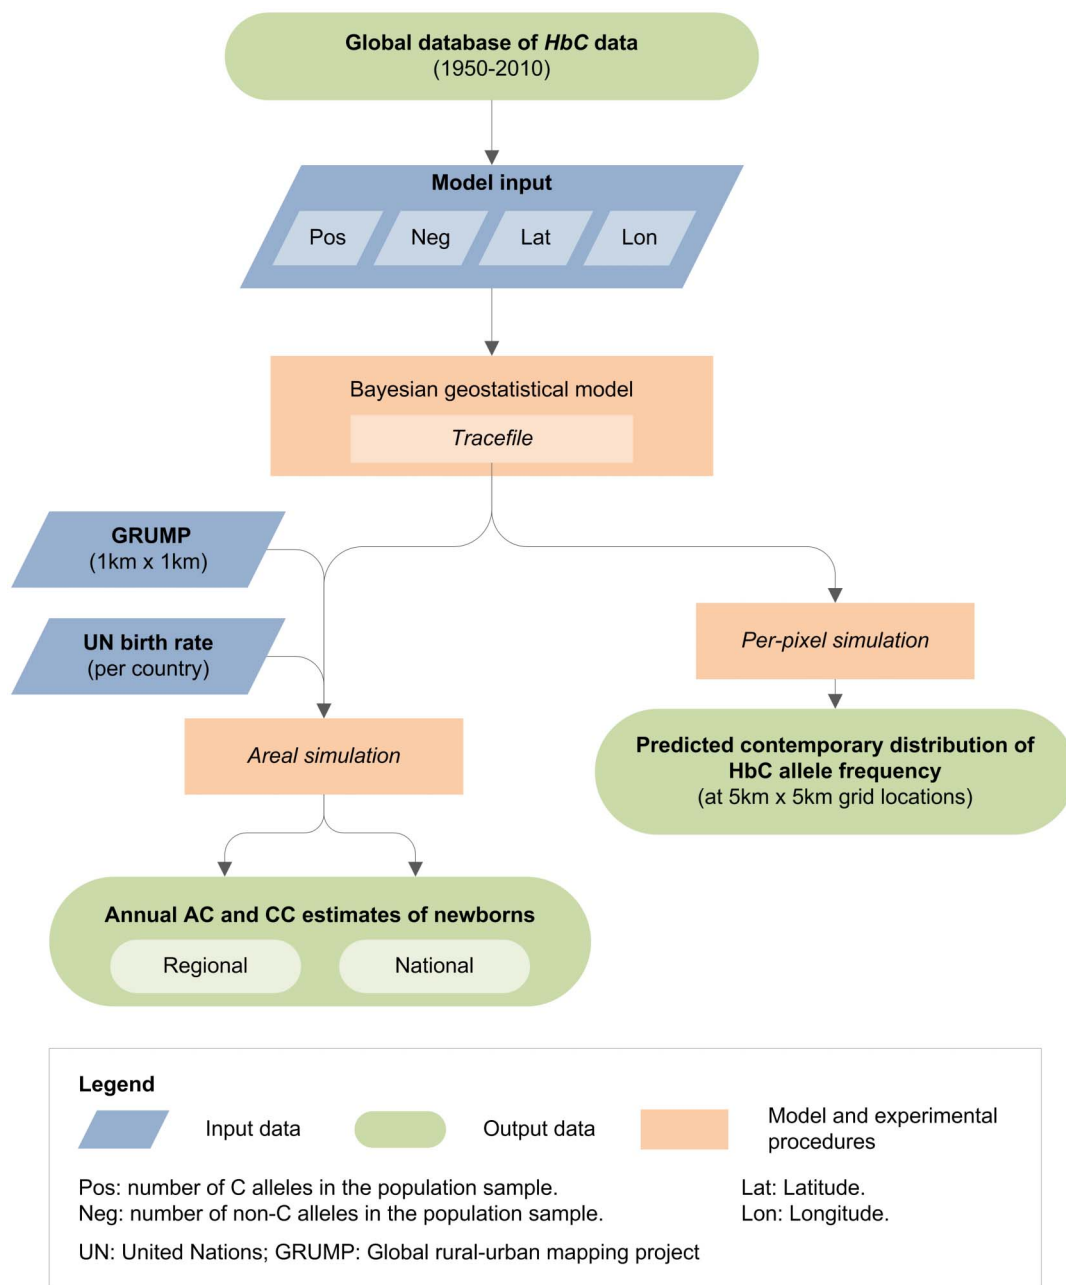 Global database of HbC data
(1950-2010)
Model input
Pos
Neg
Lat
Lon
Bayesian geostatistical model
Tracefile
GRUMP
(1km x 1km)
UN birth rate
(per country)
Per-pixel simulation
Areal simulation
Predicted contemporary distribution of
HbC allele frequency
(at 5km x 5km grid locations)
Annual AC and CC estimates of newborns
Regional
National
Legend
Input data
Output data
Model and experimental
procedures
Pos: number of C alleles in the population sample.
Lat: Latitude.
Neg: number of non-C alleles in the population sample.
Lon: Longitude.
UN: United Nations; GRUMP: Global rural-urban mapping project